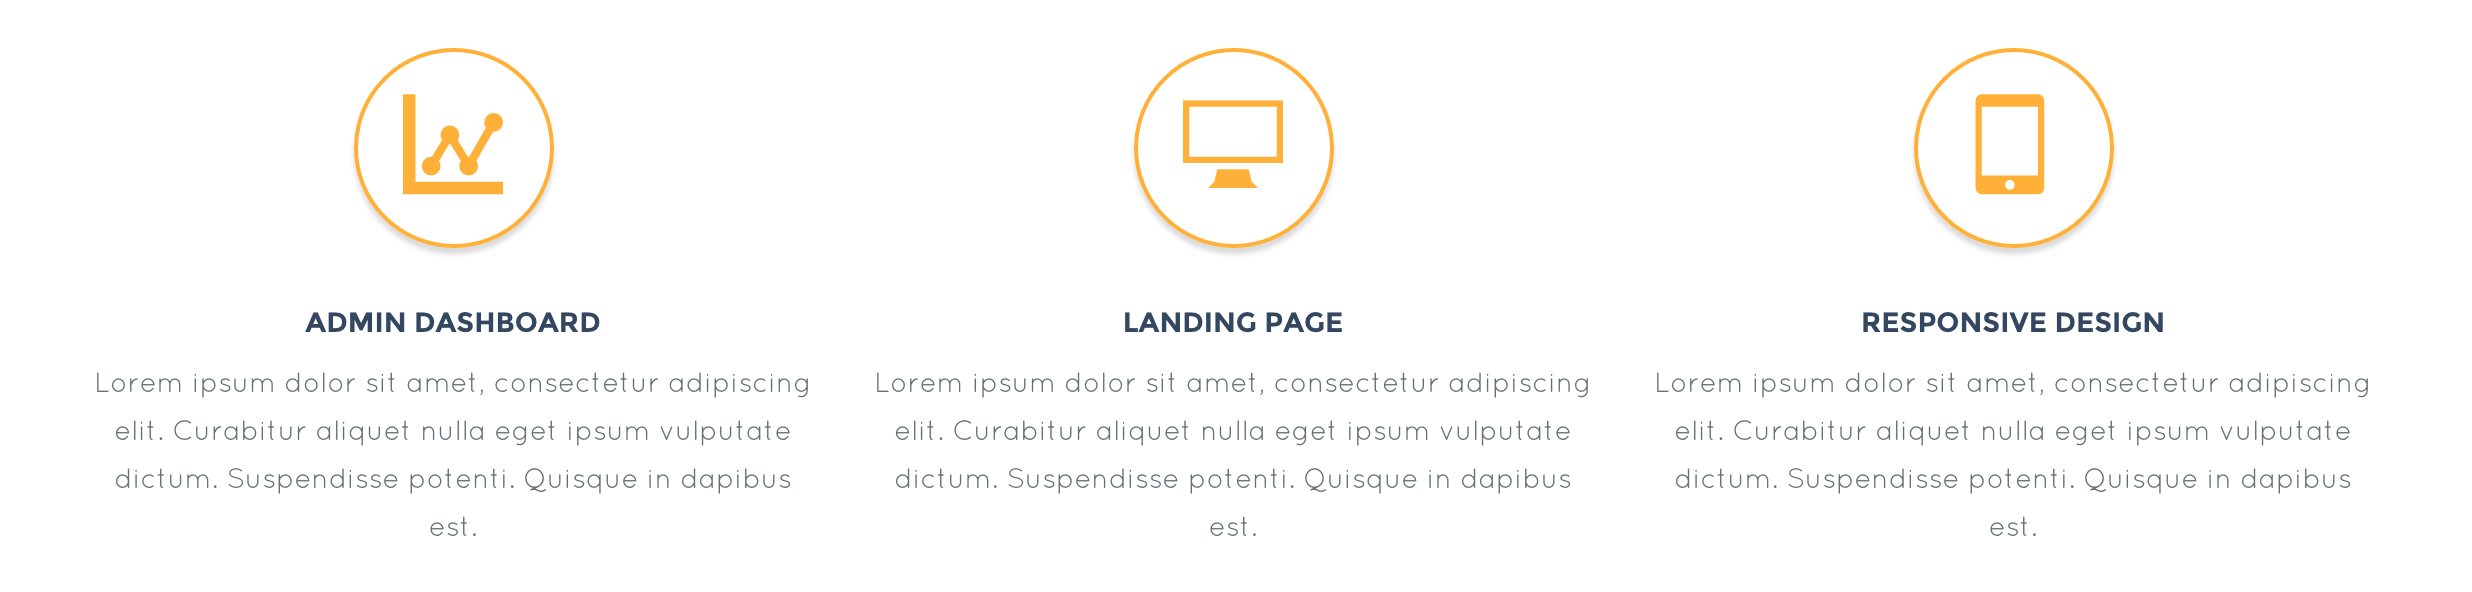 ADMIN DASHBOARD
Lorem ipsum dolor sit amet, consectetur adipiscing
elit. Curabitur aliquet nulla eget ipsum vulputate
dictum. Suspendisse potenti. Quisque in dapibus
est.
LANDING PAGE
Lorem ipsum dolor sit amet, consectetur adipiscing
elit. Curabitur aliquet nulla eget ipsum vulputate
dictum. Suspendisse potenti. Quisque in dapibus
est.
RESPONSIVE DESIGN
Lorem ipsum dolor sit amet, consectetur adipiscing
elit. Curabitur aliquet nulla eget ipsum vulputate
dictum. Suspendisse potenti. Quisque in dapibus
est.